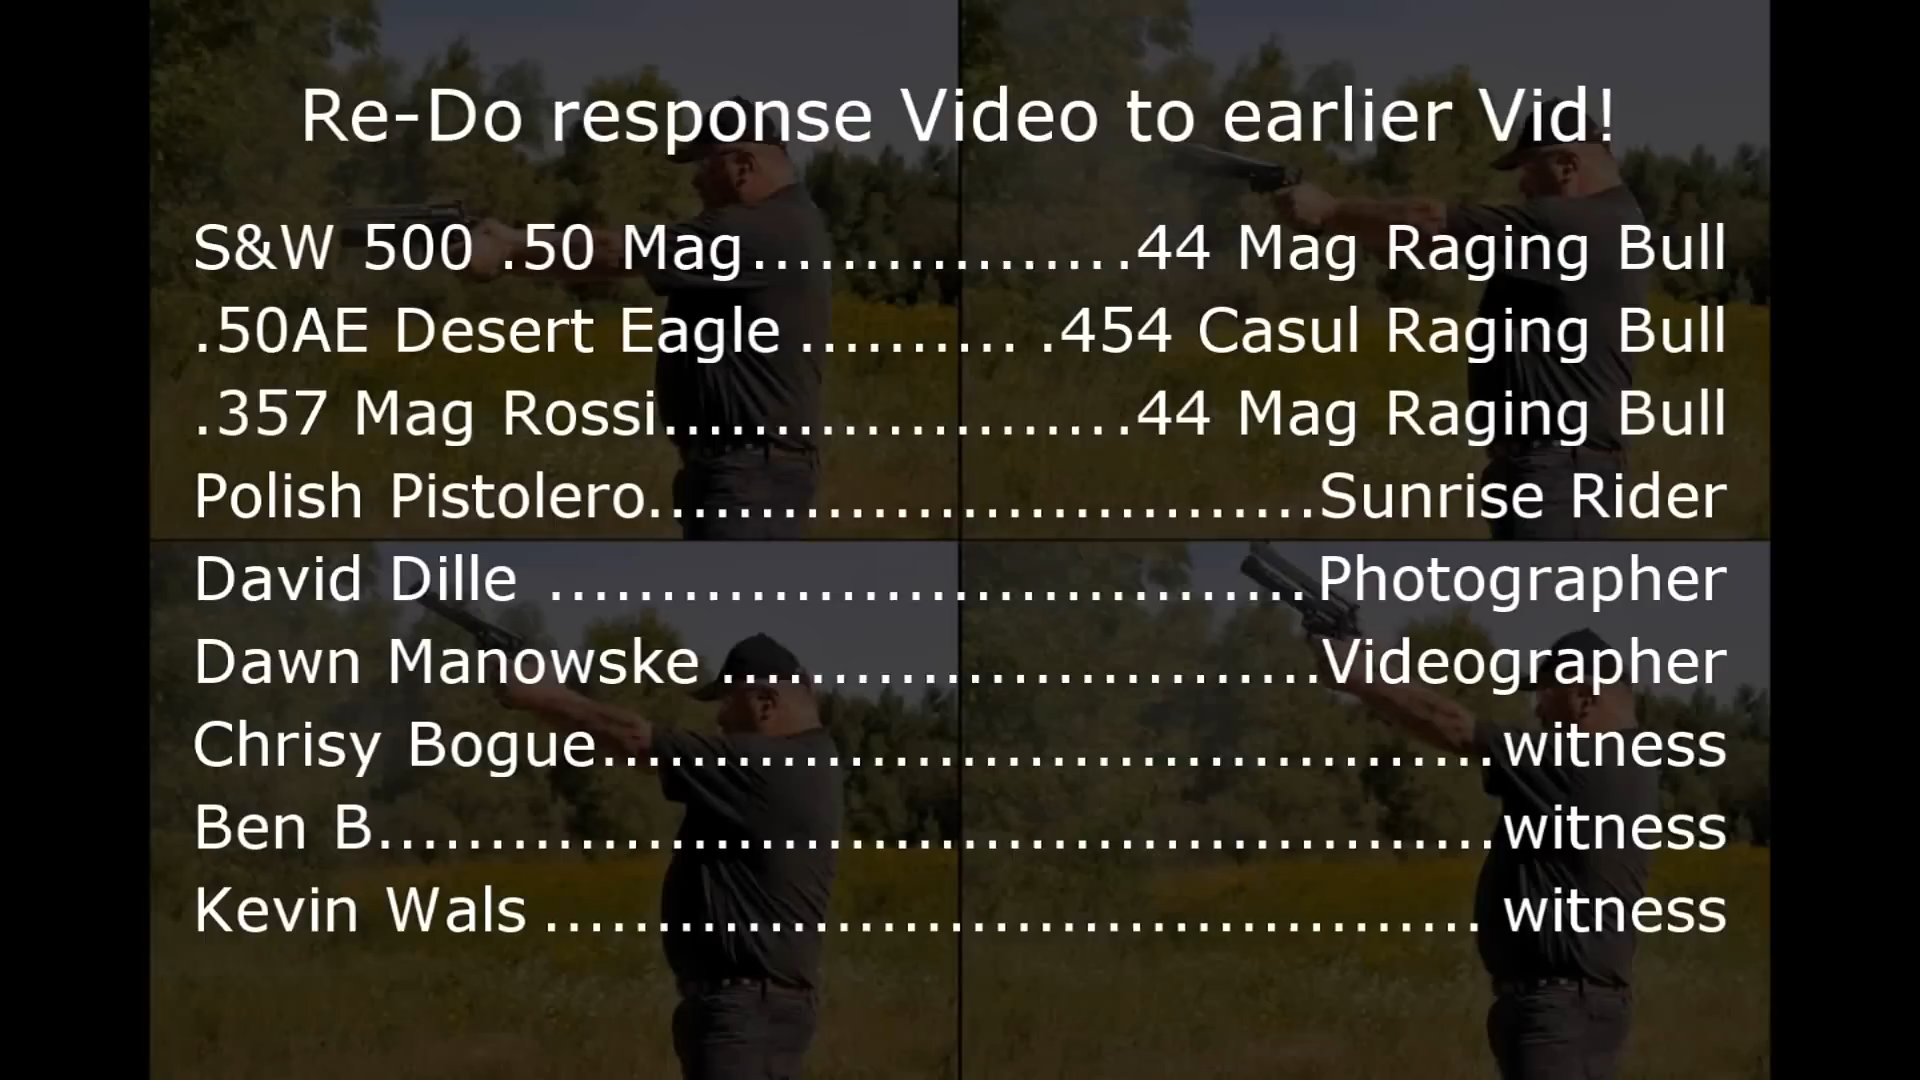 Re-Do response Video to earlier Vid!
S&W 500 .50 Mag.................44 Mag Raging Bull
.50AE Desert Eagle .......... .454 Casul Raging Bull
.357 Mag Rossi.....................44 Mag Raging Bull
Polish Pistolero..............................Sunrise Rider
David Dille ..................................Photographer
Dawn Manowske ...........................Videographer
Chrisy Bogue........................................witness
Ben B..................................................witness
Kevin Wals .......................................... witness